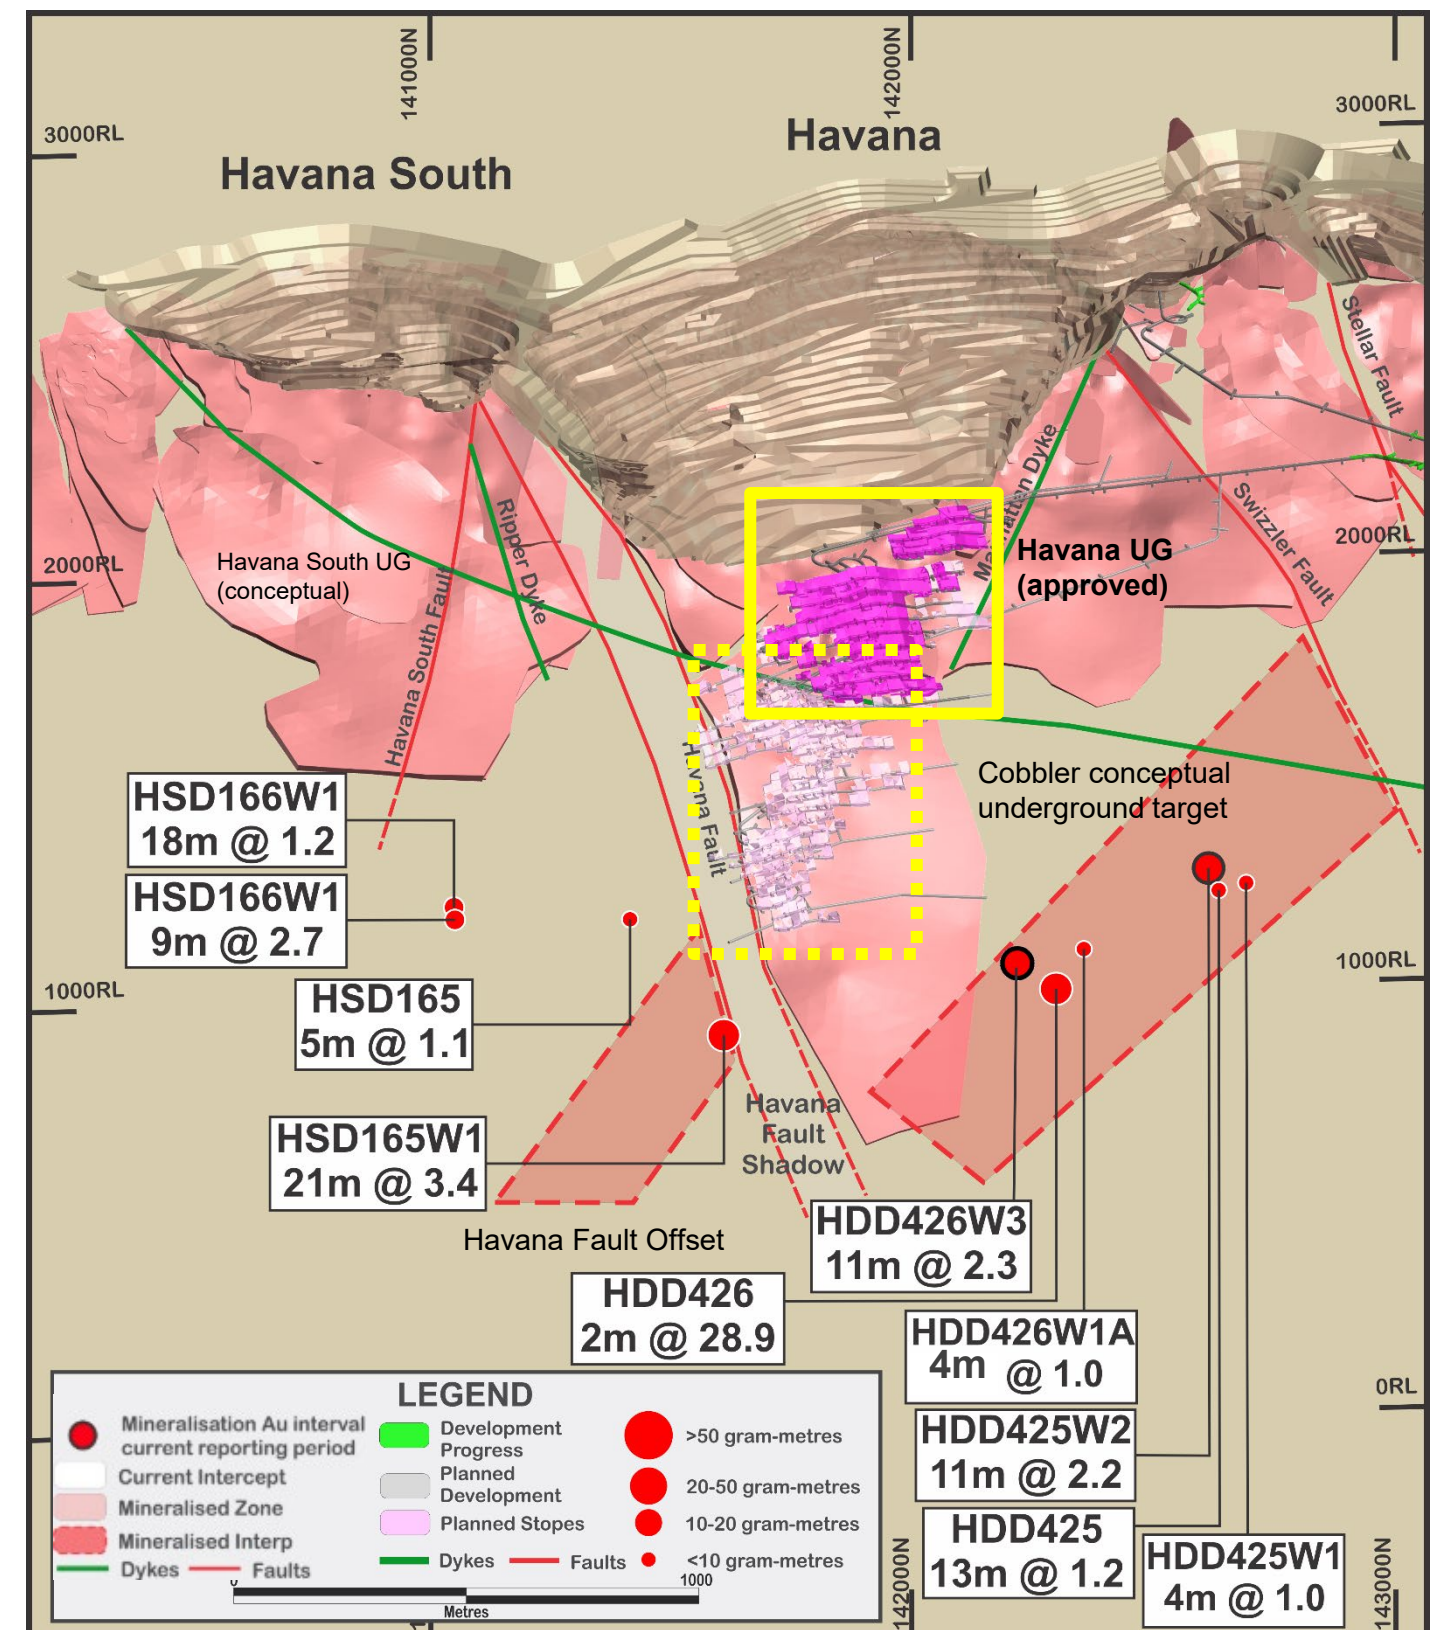 141000N
142000N
3000RL
3000RL
Havana
Havana South
Stellar Fault
Manhatten Dyke
Swizzler Fault
Ripper Dyke
2000RL
2000RL
Havana South UG
(conceptual)
Havana UG
(approved)
Havana South Fault
Havana Fault
Cobbler conceptual
underground target
HSD166W1
18m @ 1.2
HSD166W1
9m @ 2.7
1000RL
1000RL
HSD165
5m @ 1.1
HSD165W1
21m @ 3.4
Havana
Fault
Shadow
Havana Fault Offset
HDD426W3
11m @ 2.3
HDD426
2m @ 28.9
HDD426W1A
4m @ 1.0
0RL
HDD425W2
11m @ 2.2
HDD425
13m @ 1.2
HDD425W1
4m @ 1.0
142000N
143000N
LEGEND
Mineralisation Au interval
current reporting period
Current Intercept
Mineralised Zone
Mineralised Interp
Dykes
Faults
Development
Progress
Planned
Development
Planned Stopes
Dykes
Faults
>50 gram-metres
20-50 gram-metres
10-20 gram-metres
<10 gram-metres
0
1000
Metres